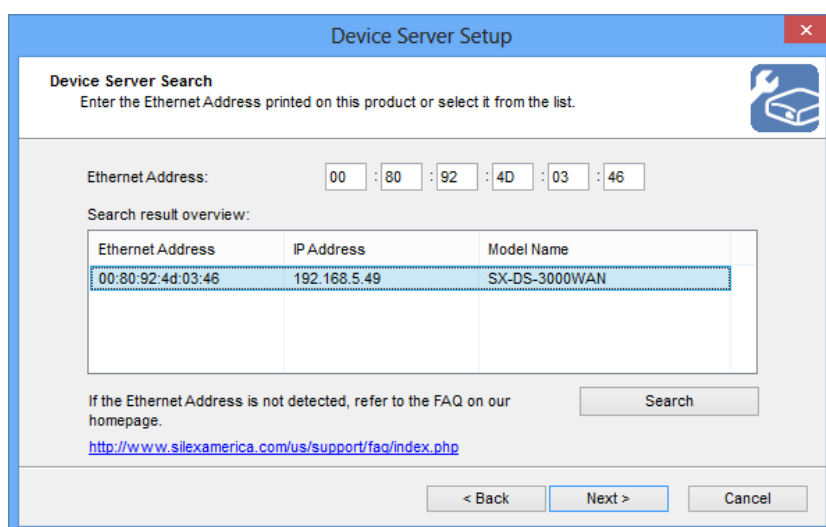 Device Server Setup
Device Server Search
Enter the Ethernet Address printed on this product or select it from the list.
Ethernet Address: 00 : 80 : 92 : 4D : 03 : 46
Search result overview:
Ethernet Address IP Address Model Name
00:80:92:4d:03:46 192.168.5.49 SX-DS-3000WAN
If the Ethernet Address is not detected, refer to the FAQ on our
homepage.
Search
http://www.silexamerica.com/us/support/faq/index.php
< Back Next > Cancel